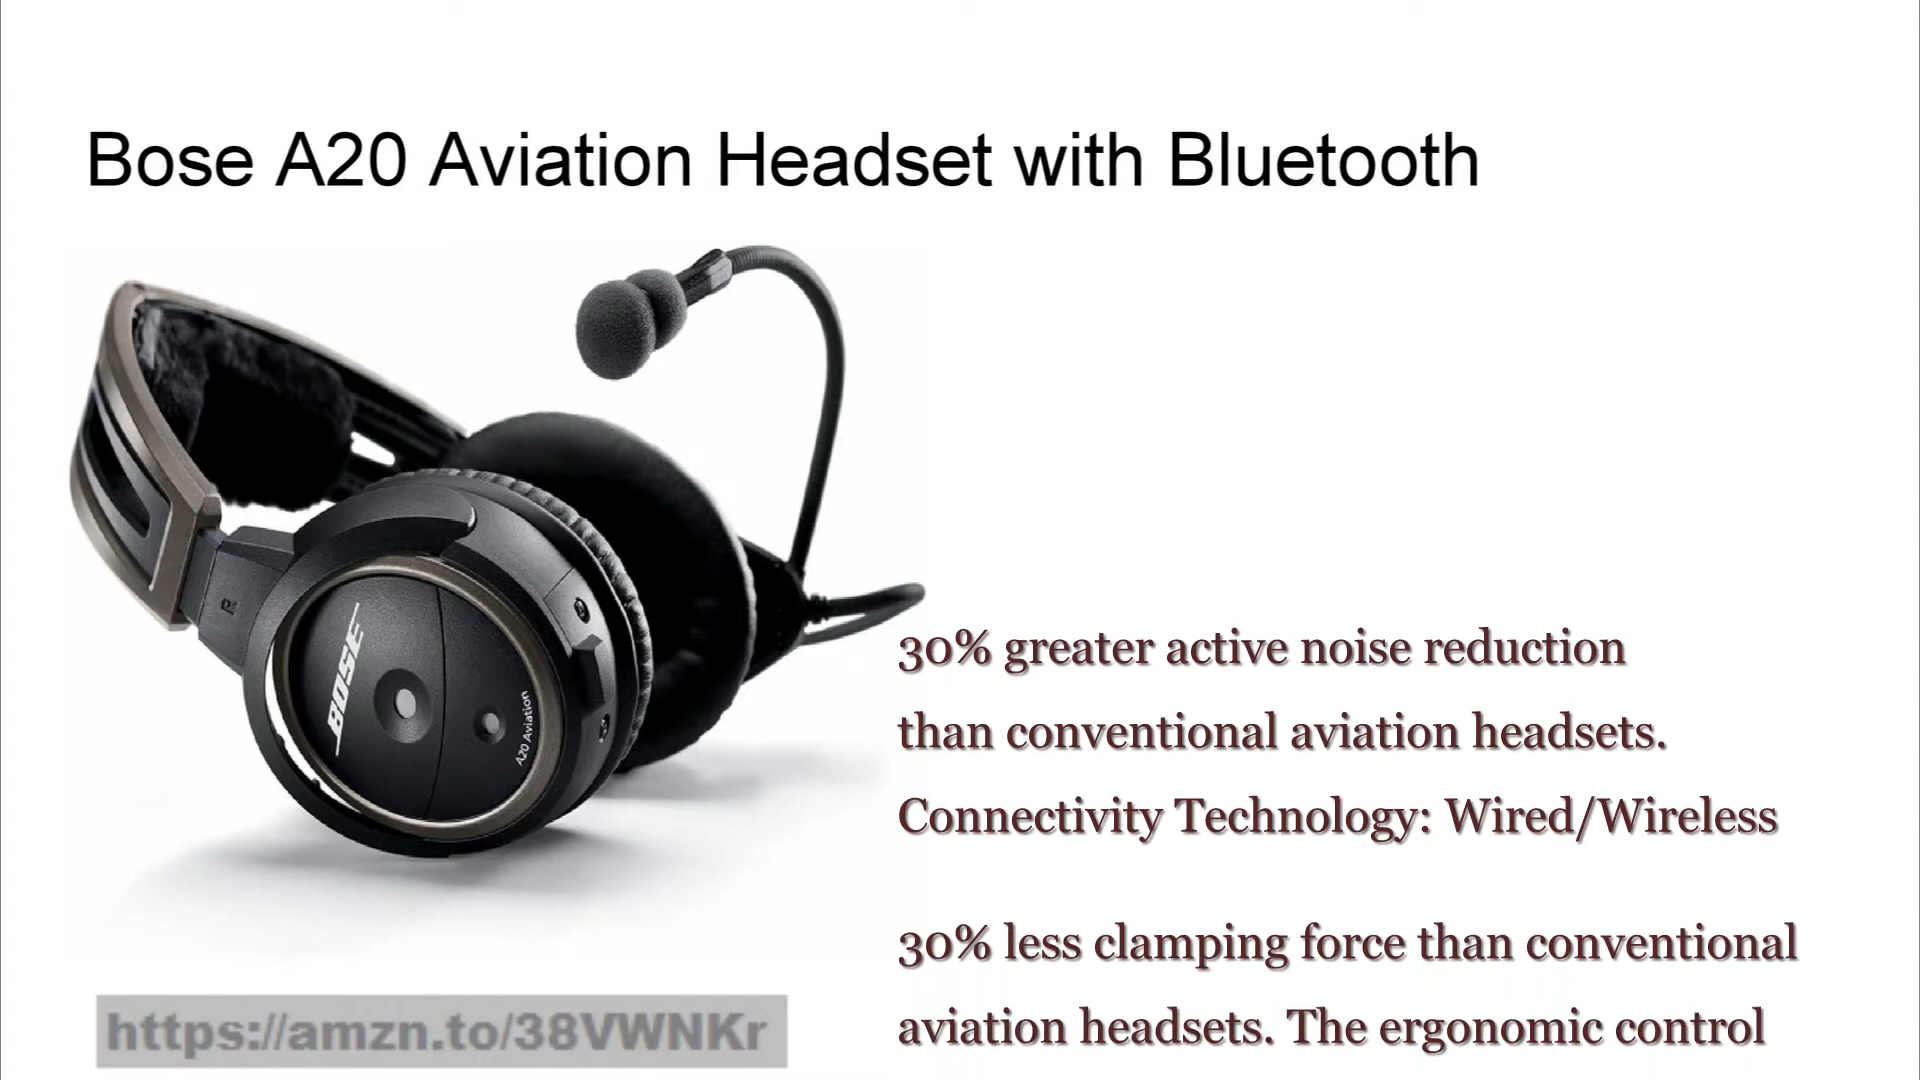 Bose A20 Aviation Headset with Bluetooth
BOSE
A20 Aviation
30% greater active noise reduction
than conventional aviation headsets.
Connectivity Technology: Wired/Wireless
30% less clamping force than conventional
aviation headsets. The ergonomic control
https://amzn.to/38VWNKr